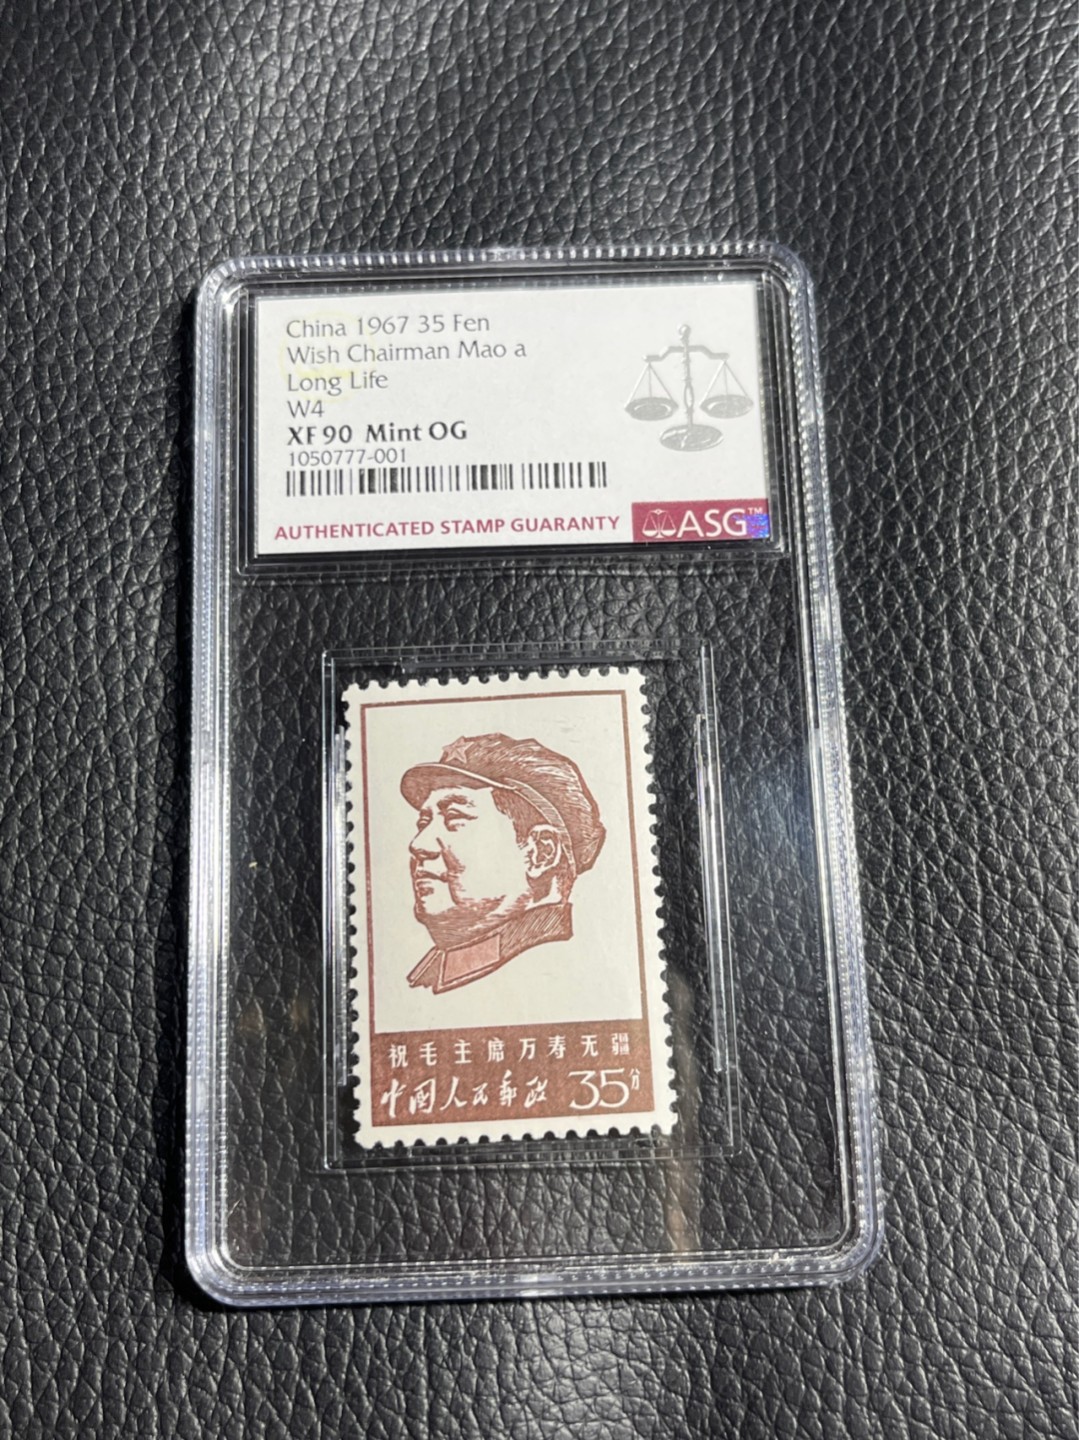 China 1967 35 Fen
Wish Chairman Mao a
Long Life
W4
XF 90 Mint OG
1050777-001
AUTHENTICATED STAMP GUARANTY
ASG™
祝毛主席万寿无疆
中国人民邮政 35分